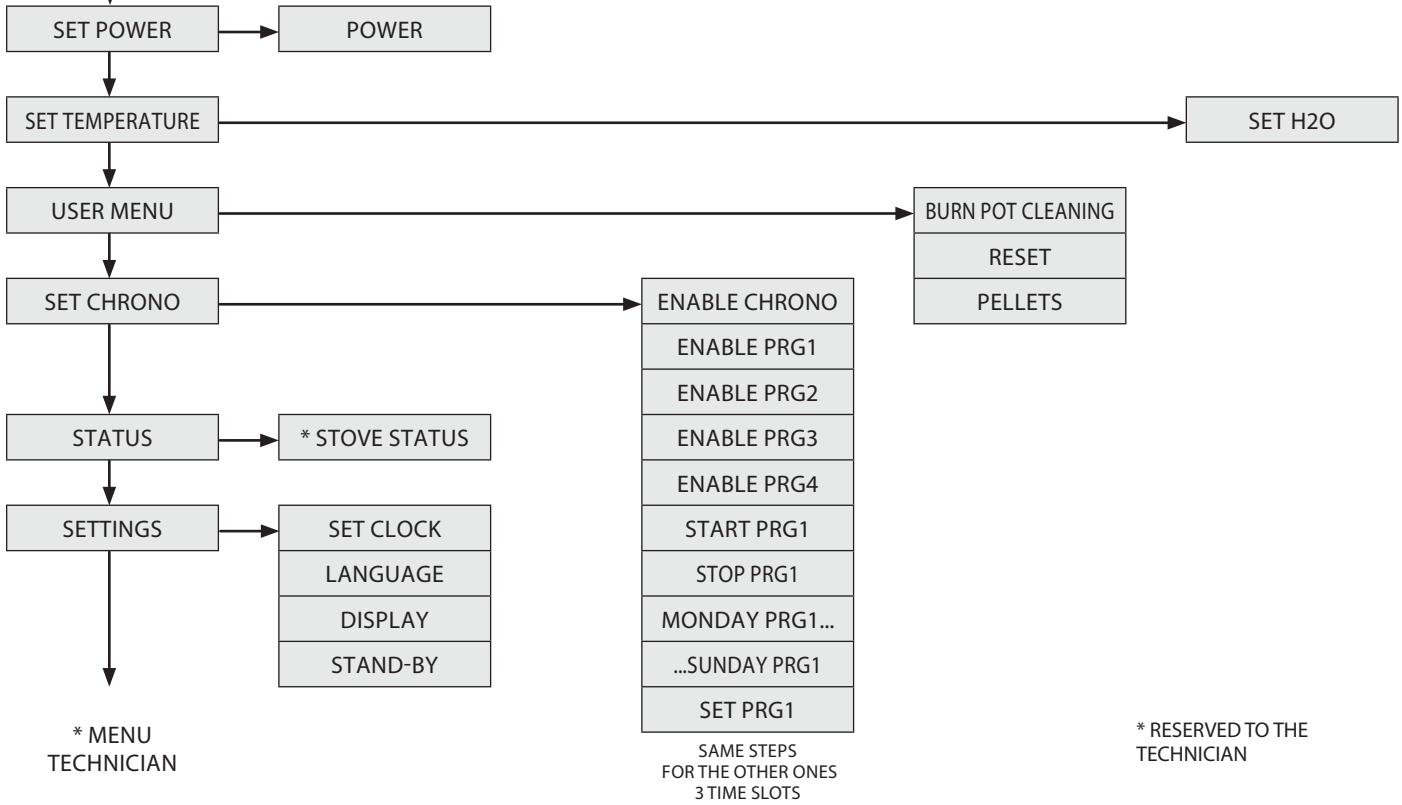 SET POWER
POWER
SET TEMPERATURE
SET H2O
USER MENU
BURN POT CLEANING
RESET
PELLETS
SET CHRONO
ENABLE CHRONO
ENABLE PRG1
ENABLE PRG2
ENABLE PRG3
ENABLE PRG4
START PRG1
STOP PRG1
MONDAY PRG1...
...SUNDAY PRG1
SET PRG1
SAME STEPS
FOR THE OTHER ONES
3 TIME SLOTS
STATUS
* STOVE STATUS
SETTINGS
SET CLOCK
LANGUAGE
DISPLAY
STAND-BY
* MENU
TECHNICIAN
* RESERVED TO THE
TECHNICIAN